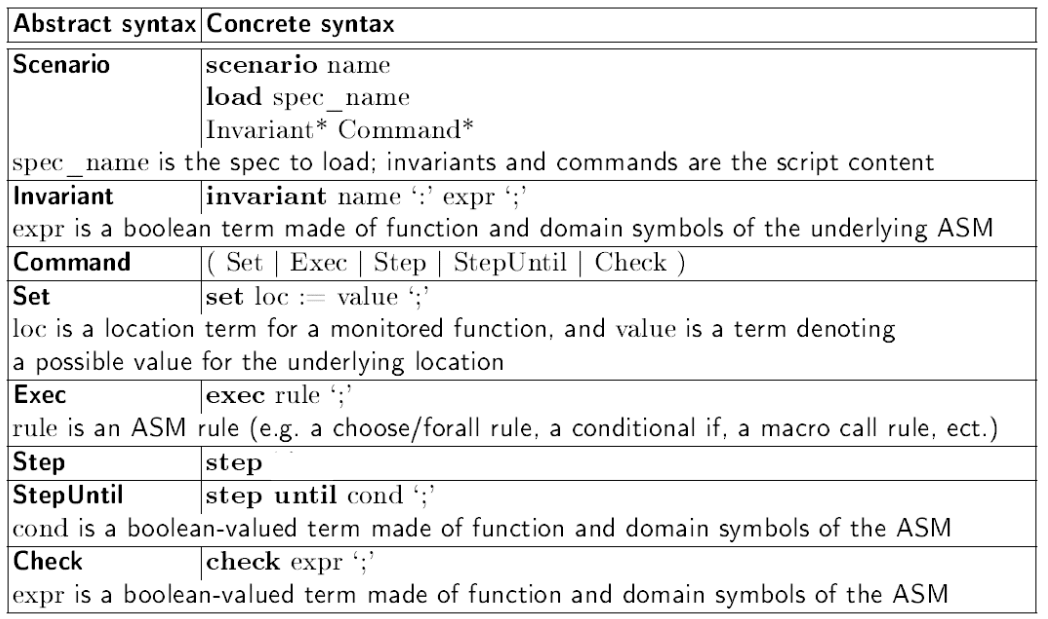 Abstract syntax Concrete syntax
Scenario scenario name
load spec_name
Invariant* Command*
spec_name is the spec to load; invariants and commands are the script content
Invariant invariant name ‘:’ expr ‘;’
expr is a boolean term made of function and domain symbols of the underlying ASM
Command ( Set | Exec | Step | StepUntil | Check )
Set set loc := value ‘;’
loc is a location term for a monitored function, and value is a term denoting
a possible value for the underlying location
Exec exec rule ‘;’
rule is an ASM rule (e.g. a choose/forall rule, a conditional if, a macro call rule, ect.)
Step step
StepUntil step until cond ‘;’
cond is a boolean-valued term made of function and domain symbols of the ASM
Check check expr ‘;’
expr is a boolean-valued term made of function and domain symbols of the ASM